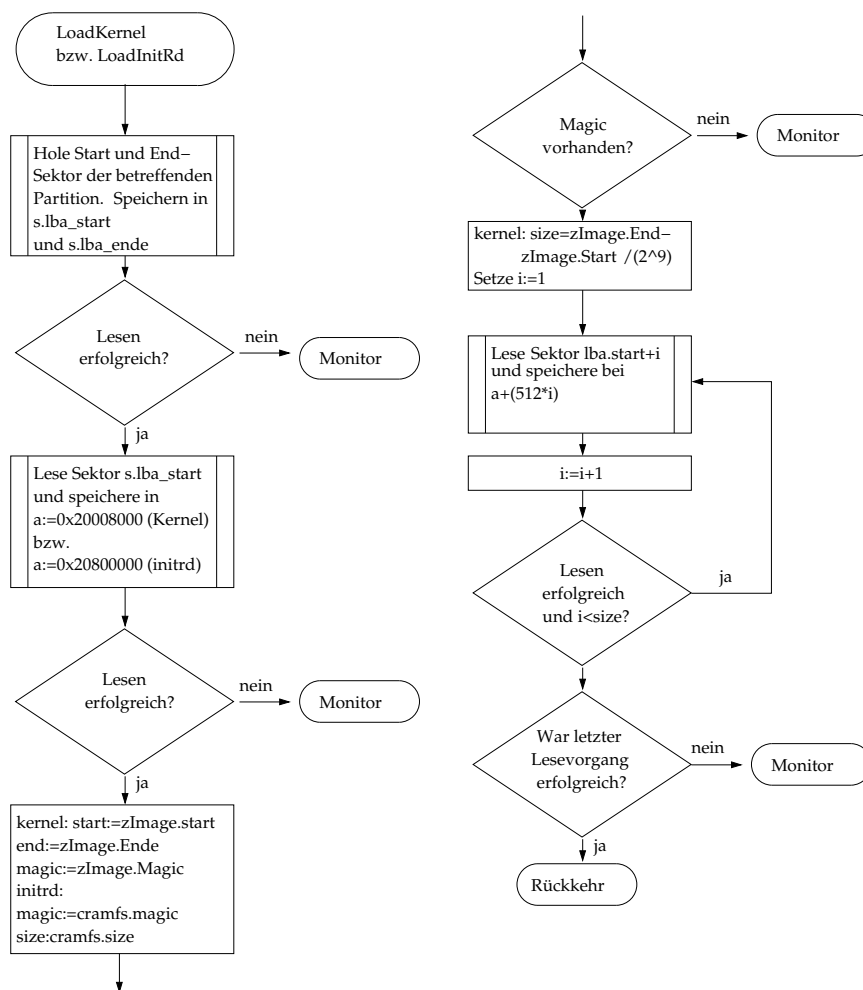 LoadKernel
bzw. LoadInitRd
Hole Start und End−
Sektor der betreffenden
Partition. Speichern in
s.lba_start
und s.lba_ende
Lesen
erfolgreich?
nein
Monitor
ja
Lese Sektor s.lba_start
und speichere in
a:=0x20008000 (Kernel)
bzw.
a:=0x20800000 (initrd)
Lesen
erfolgreich?
nein
Monitor
ja
kernel: start:=zImage.start
end:=zImage.Ende
magic:=zImage.Magic
initrd:
magic:=cramfs.magic
size:cramfs.size
Magic
vorhanden?
nein
Monitor
kernel: size=zImage.End−
zImage.Start /(2^9)
Setze i:=1
Lese Sektor lba.start+i
und speichere bei
a+(512*i)
i:=i+1
Lesen
erfolgreich
und i<size?
ja
War letzter
Lesevorgang
erfolgreich?
nein
Monitor
ja
Rückkehr